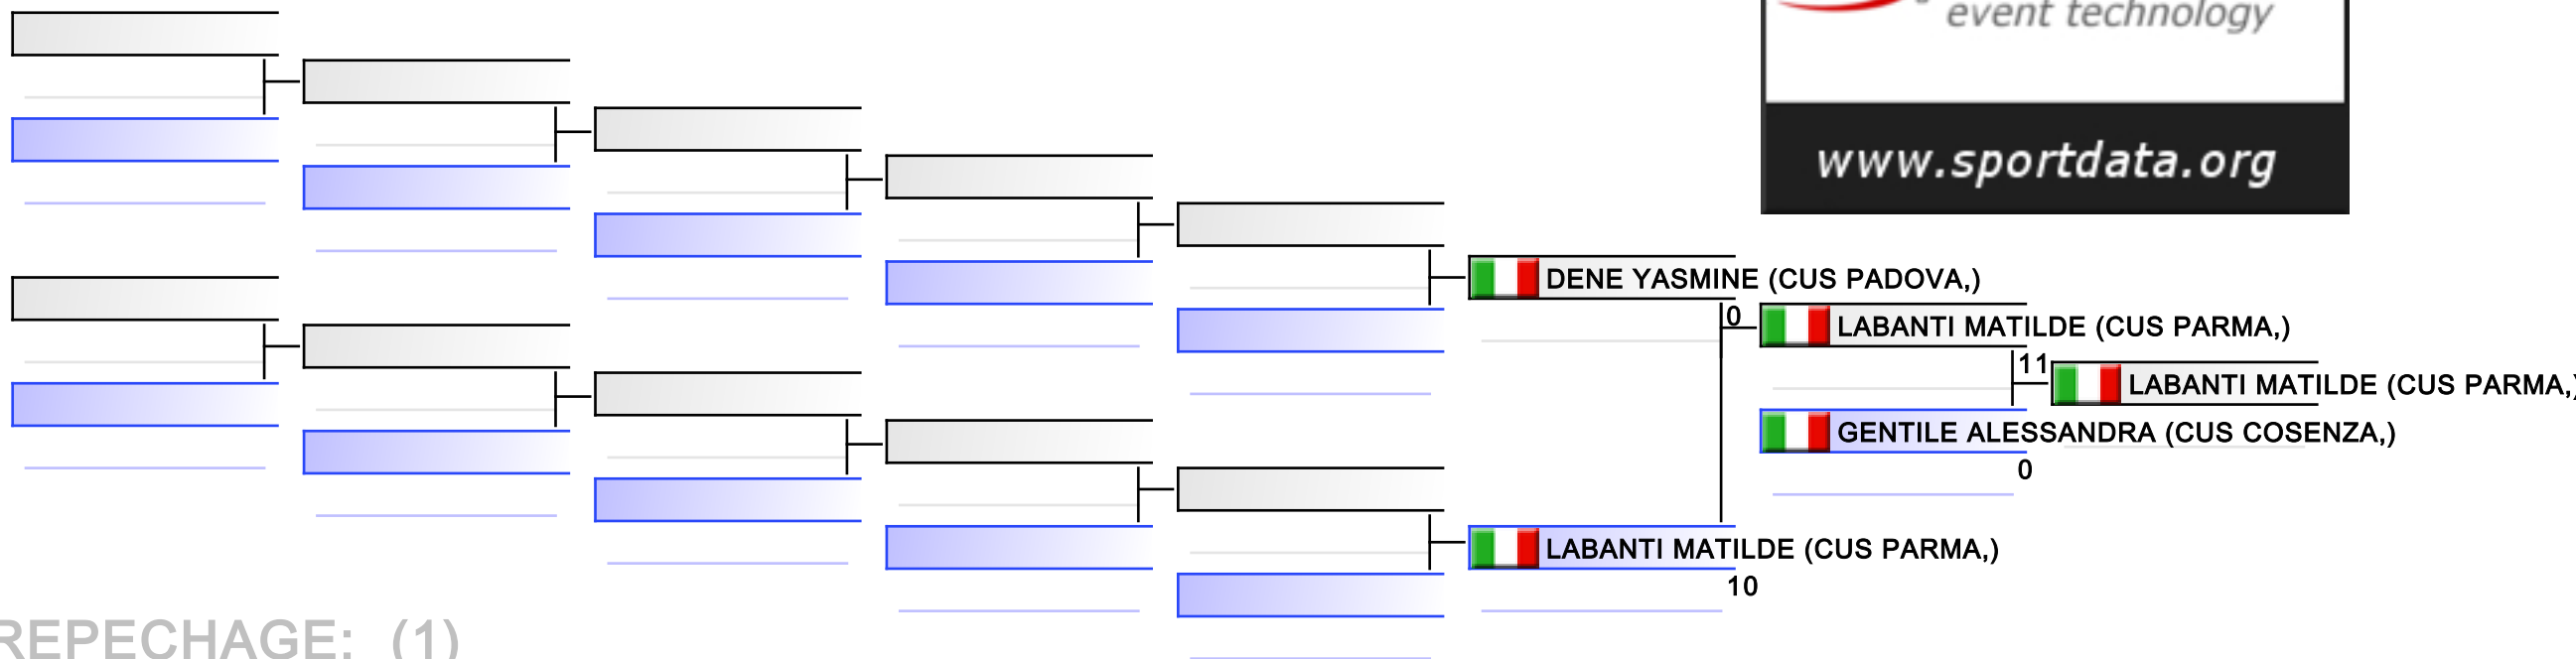 event technology
www.sportdata.org
DENE YASMINE (CUS PADOVA,)
0
LABANTI MATILDE (CUS PARMA,)
11
LABANTI MATILDE (CUS PARMA,)
GENTILE ALESSANDRA (CUS COSENZA,)
0
LABANTI MATILDE (CUS PARMA,)
10
REPECHAGE: (1)